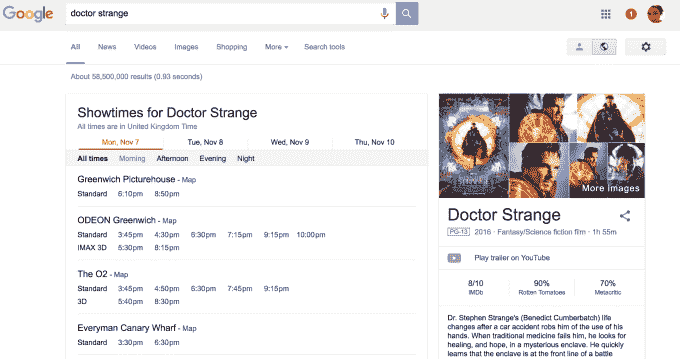 Google
doctor strange
1
All News Videos Images Shopping More Search tools
About 58,500,000 results (0.93 seconds)
Showtimes for Doctor Strange
All times are in United Kingdom Time
Mon, Nov 7 Tue, Nov 8 Wed, Nov 9 Thu, Nov 10
All times Morning Afternoon Evening Night
Greenwich Picturehouse - Map
Standard 6:10pm 8:50pm
ODEON Greenwich - Map
Standard 3:45pm 4:30pm 6:30pm 7:15pm 9:15pm 10:00pm
IMAX 3D 5:30pm 8:15pm
The O2 - Map
Standard 3:45pm 4:50pm 6:30pm 7:45pm 9:15pm
3D 5:40pm 8:30pm
Everyman Canary Wharf - Map
Standard 3:30pm 6:30pm
More images
Doctor Strange
PG-13 2016 · Fantasy/Science fiction film · 1h 55m
Play trailer on YouTube
8/10 90% 70%
IMDb Rotten Tomatoes Metacritic
Dr. Stephen Strange's (Benedict Cumberbatch) life
changes after a car accident robs him of the use of his
hands. When traditional medicine fails him, he looks for
healing, and hope, in a mysterious enclave. He quickly
learns that the enclave is at the front line of a battle